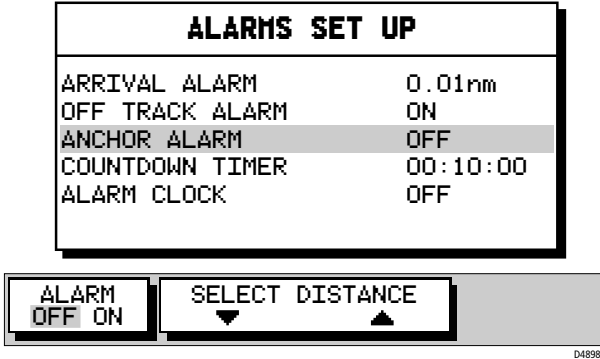 ALARMS SET UP
ARRIVAL ALARM 0.01nm
OFF TRACK ALARM ON
ANCHOR ALARM OFF
COUNTDOWN TIMER 00:10:00
ALARM CLOCK OFF
ALARM
OFF ON
SELECT DISTANCE
D4898